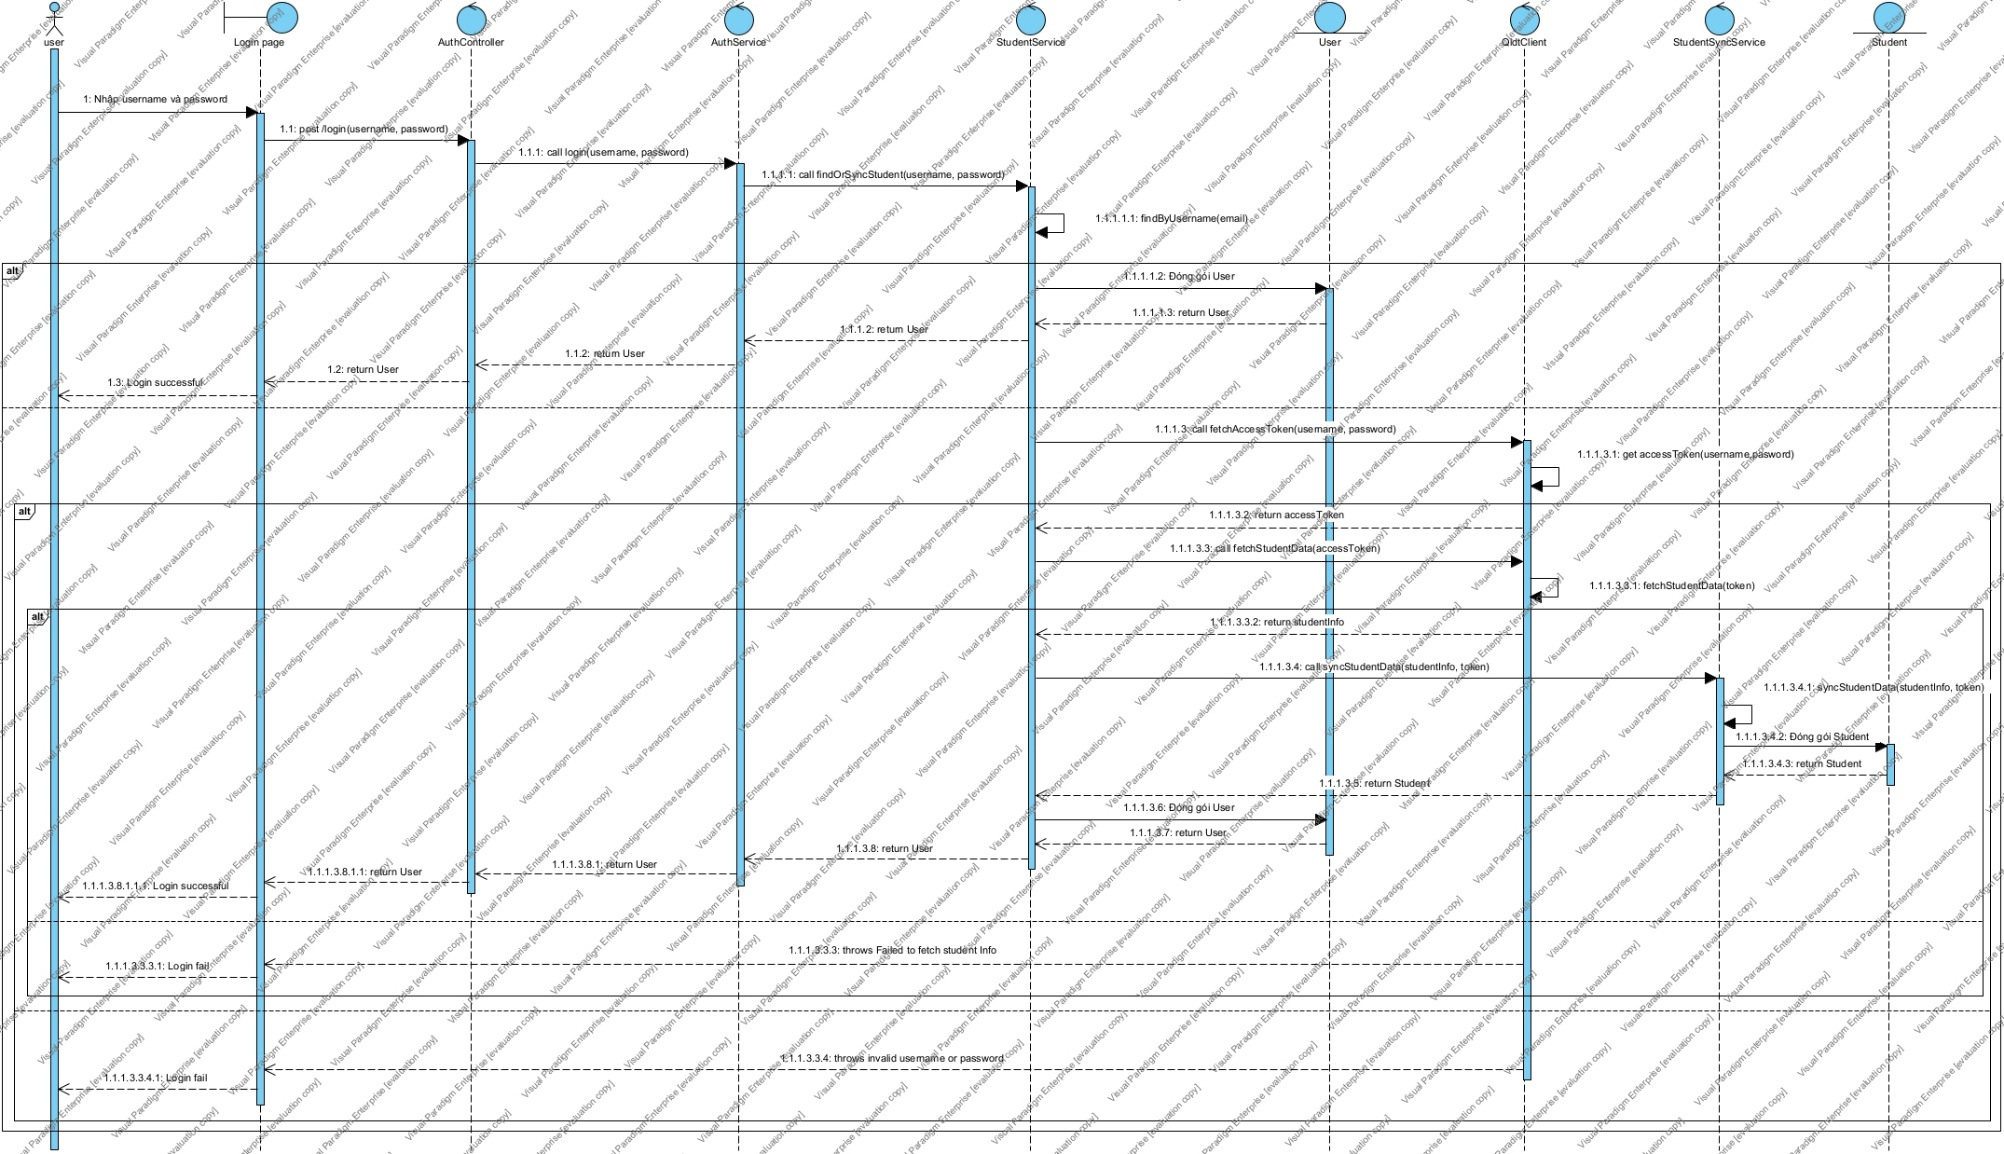 user
Login page
AuthController
AuthService
StudentService
User
QldtClient
StudentSyncService
Student
1: Nhập username và password
1.1: post /login(username, password)
1.1.1: call login(username, password)
1.1.1.1: call findOrSyncStudent(username, password)
1.1.1.1.1: findByUsername(email)
alt
1.1.1.1.2: Đóng gói User
1.1.1.1.3: return User
1.1.1.2: return User
1.1.2: return User
1.2: return User
1.3: Login successful
1.1.1.3: call fetchAccessToken(username, password)
1.1.1.3.1: get accessToken(username,pasword)
alt
1.1.1.3.2: return accessToken
1.1.1.3.3: call fetchStudentData(accessToken)
1.1.1.3.3.1: fetchStudentData(token)
alt
1.1.1.3.3.2: return studentInfo
1.1.1.3.4: call syncStudentData(studentInfo, token)
1.1.1.3.4.1: syncStudentData(studentInfo, token)
1.1.1.3.4.2: Đóng gói Student
1.1.1.3.4.3: return Student
1.1.1.3.5: return Student
1.1.1.3.6: Đóng gói User
1.1.1.3.7: return User
1.1.1.3.8: return User
1.1.1.3.8.1: return User
1.1.1.3.8.1.1: return User
1.1.1.3.8.1.1.1: Login successful
1.1.1.3.3.3: throws Failed to fetch student Info
1.1.1.3.3.3.1: Login fail
1.1.1.3.3.4: throws invalid username or password
1.1.1.3.3.4.1: Login fail
Visual Paradigm Enterprise [evaluation copy]